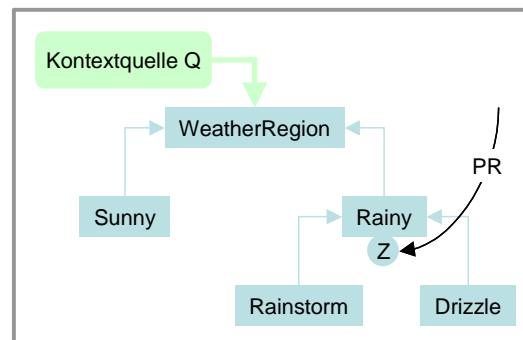 Kontextquelle Q
WeatherRegion
PR
Sunny
Rainy
Z
Rainstorm
Drizzle